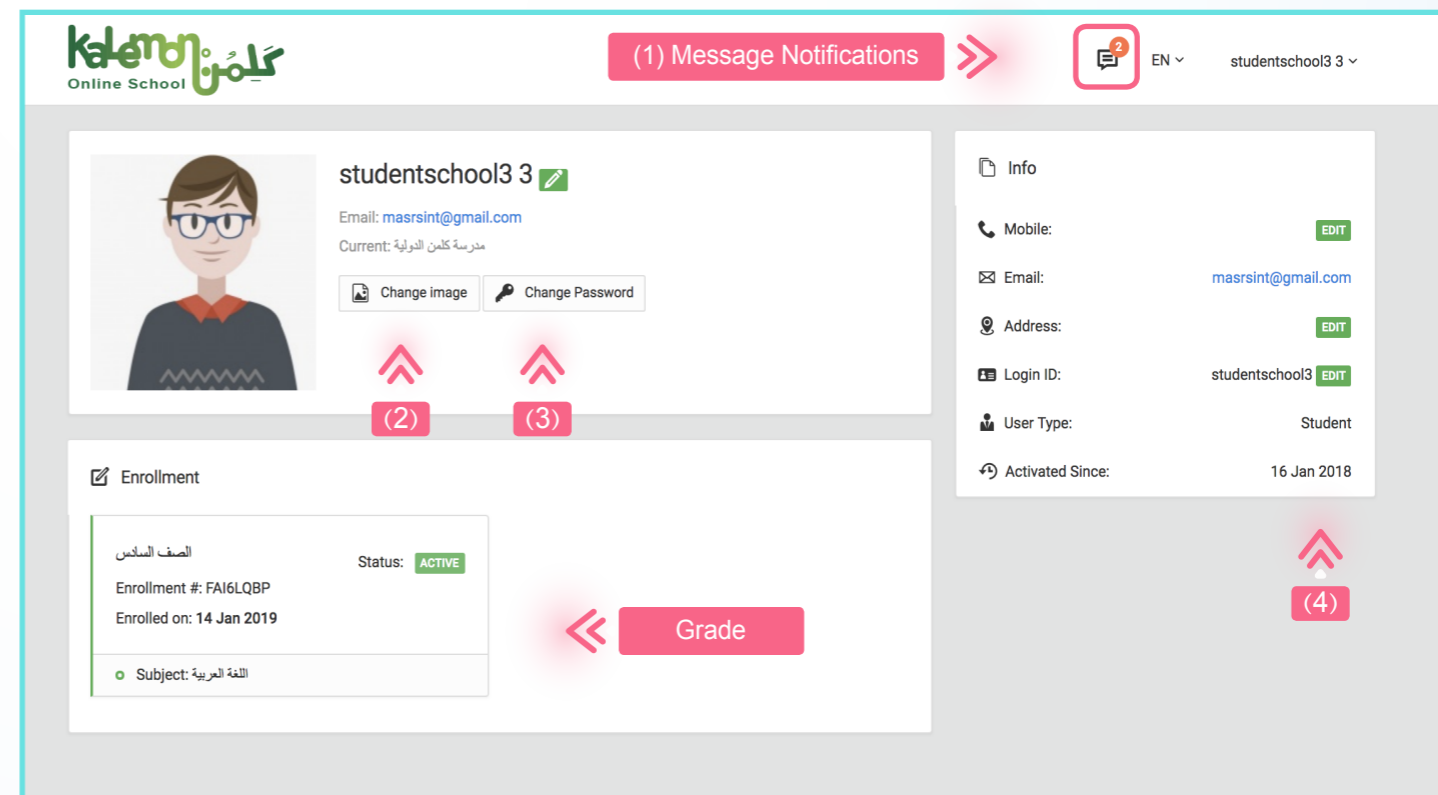 Kalemon كَلِمُن
Online School
(1) Message Notifications
2
EN
studentschool3 3
studentschool3 3
Email: masrsint@gmail.com
Current: مدرسة كلمن الدولية
Change image
Change Password
(2)
(3)
Info
Mobile: EDIT
Email: masrsint@gmail.com
Address: EDIT
Login ID: studentschool3 EDIT
User Type: Student
Activated Since: 16 Jan 2018
(4)
Enrollment
الصف السادس
Status: ACTIVE
Enrollment #: FAI6LQBP
Enrolled on: 14 Jan 2019
Subject: اللغة العربية
Grade